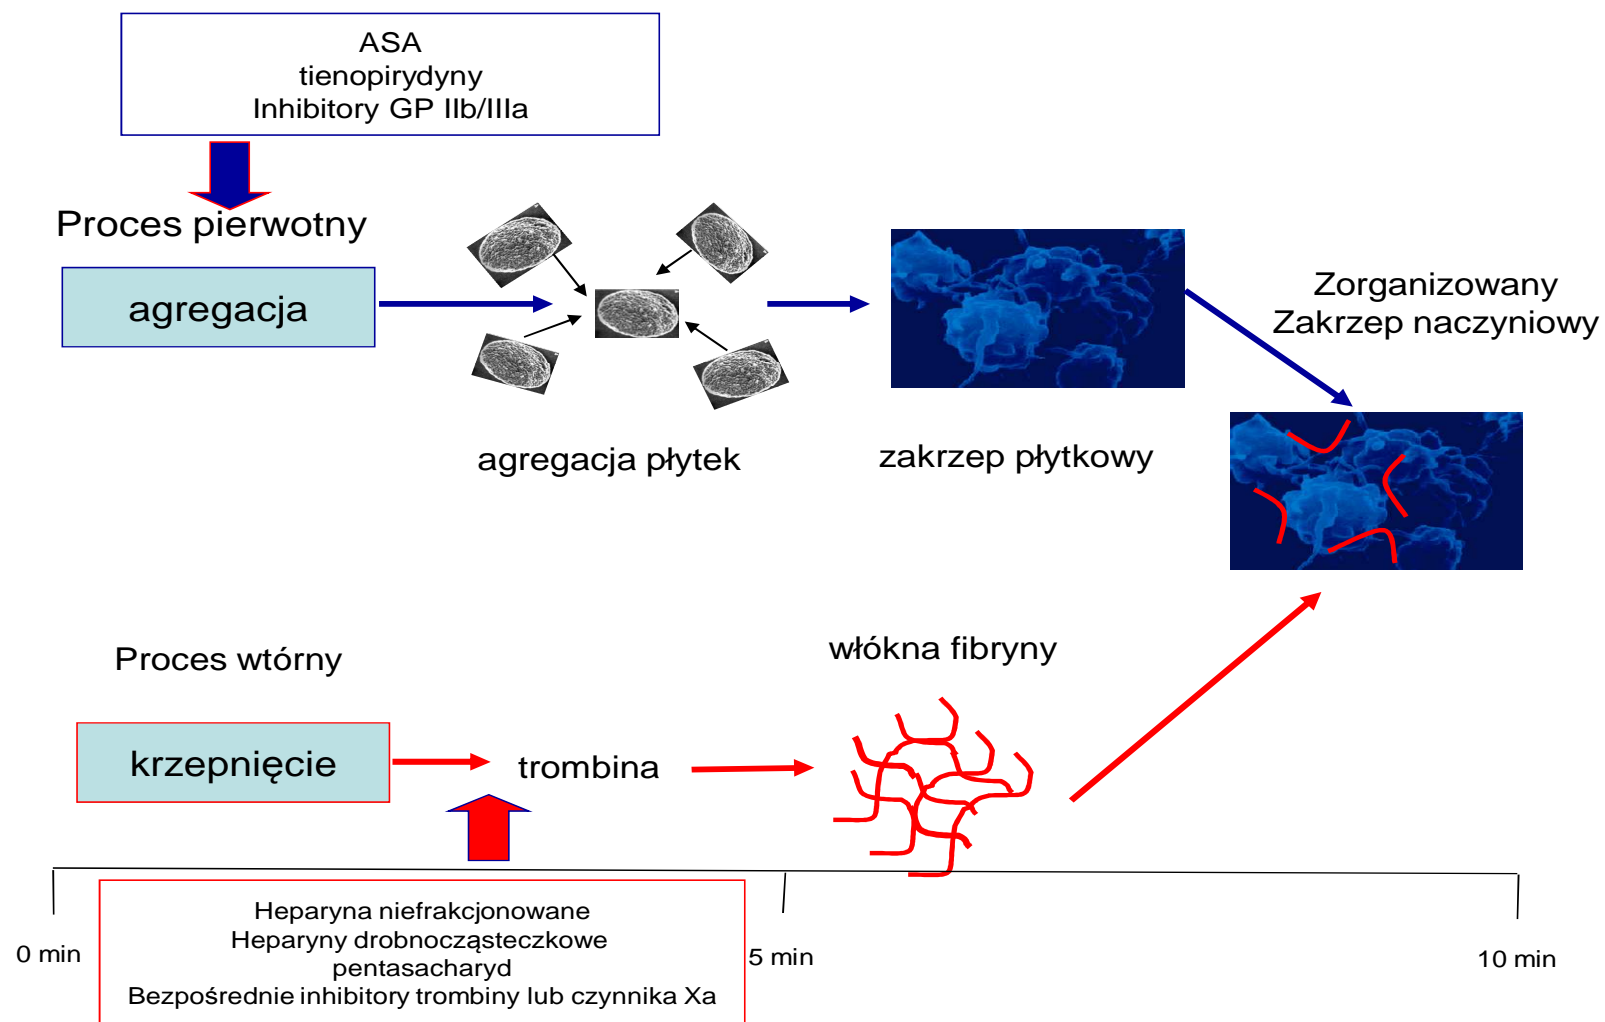 ASA
tienopirydyny
Inhibitory GP IIb/IIIa
Proces pierwotny
agregacja
agregacja płytek
zakrzep płytkowy
Zorganizowany
Zakrzep naczyniowy
Proces wtórny
krzepnięcie
trombina
włókna fibryny
0 min
5 min
10 min
Heparyna niefrakcjonowane
Heparyny drobnocząsteczkowe
pentasacharyd
Bezpośrednie inhibitory trombiny lub czynnika Xa